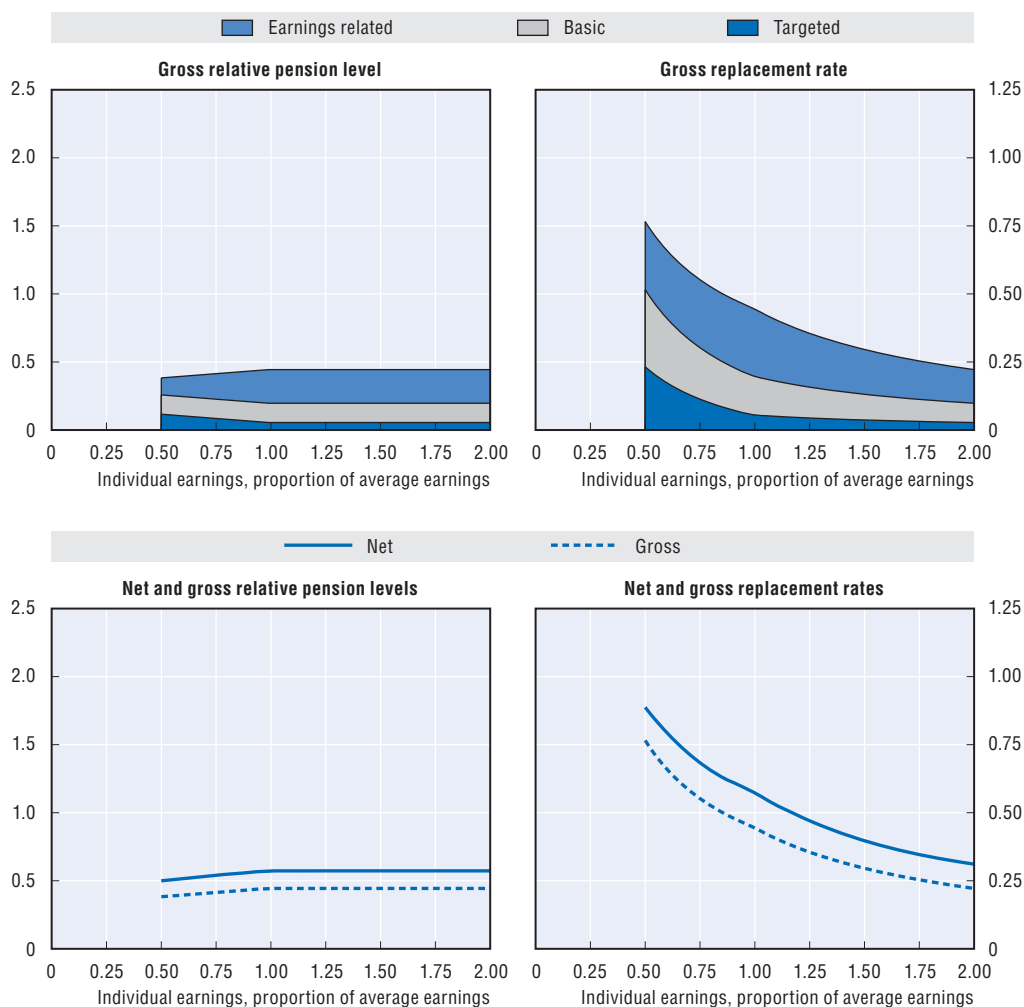 Earnings related Basic Targeted
Gross relative pension level Gross replacement rate
2.5 1.25
2.0 1.00
1.5 0.75
1.0 0.50
0.5 0.25
0 0
0 0.25 0.50 0.75 1.00 1.25 1.50 1.75 2.00 0 0.25 0.50 0.75 1.00 1.25 1.50 1.75 2.00
Individual earnings, proportion of average earnings Individual earnings, proportion of average earnings
Net Gross
Net and gross relative pension levels Net and gross replacement rates
2.5 1.25
2.0 1.00
1.5 0.75
1.0 0.50
0.5 0.25
0 0
0 0.25 0.50 0.75 1.00 1.25 1.50 1.75 2.00 0 0.25 0.50 0.75 1.00 1.25 1.50 1.75 2.00
Individual earnings, proportion of average earnings Individual earnings, proportion of average earnings